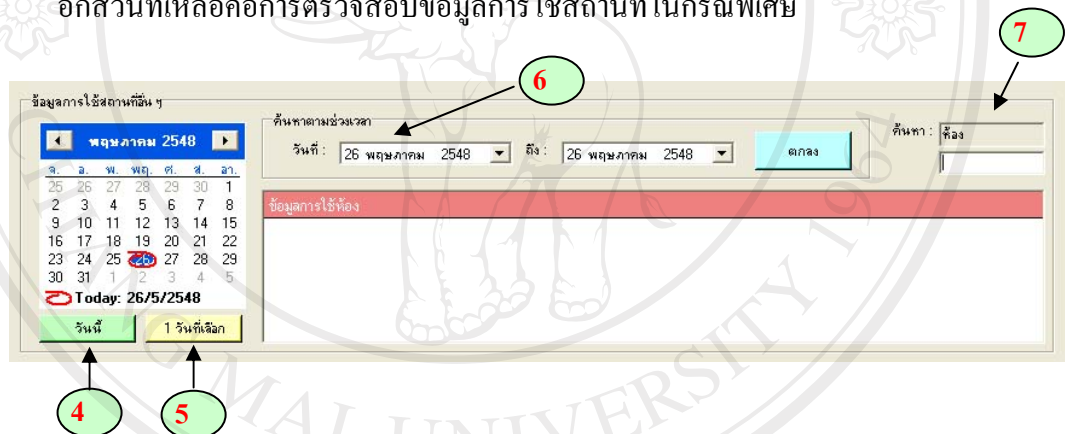 อีกส่วนที่เหลือคือการตรวจสอบข้อมูลการใช้สถานที่ในกรณีพิเศษ
7
6
ข้อมูลการใช้สถานที่อื่น ๆ
พฤษภาคม 2548
จ. อ. พ. พฤ. ศ. ส. อา.
25 26 27 28 29 30 1
2 3 4 5 6 7 8
9 10 11 12 13 14 15
16 17 18 19 20 21 22
23 24 25 26 27 28 29
30 31 1 2 3 4 5
Today: 26/5/2548
วันนี้
1 วันที่เลือก
ค้นหาตามช่วงเวลา
วันที่ : 26 พฤษภาคม 2548 ถึง : 26 พฤษภาคม 2548
ตกลง
ค้นหา : ห้อง
ข้อมูลการใช้ห้อง
4
5
CHIANG MAI UNIVERSITY 1964